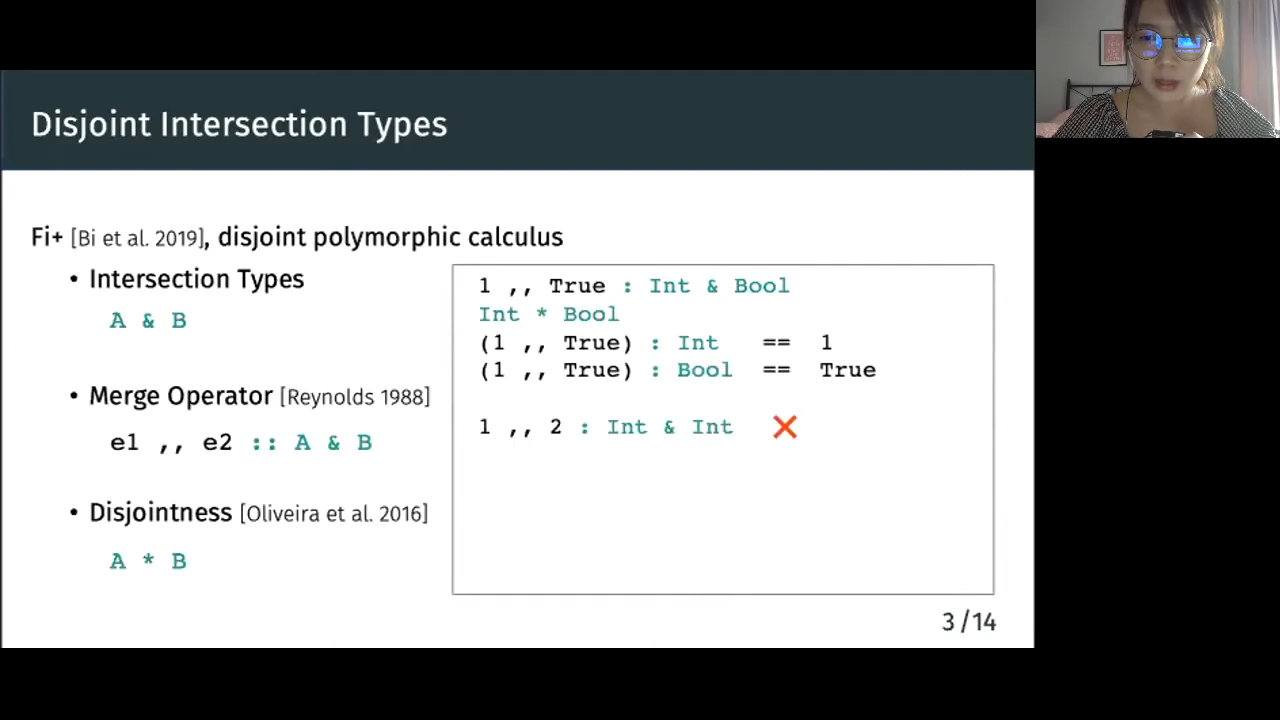 Disjoint Intersection Types
Fi+ [Bi et al. 2019], disjoint polymorphic calculus
• Intersection Types
A & B
• Merge Operator [Reynolds 1988]
e1 ,, e2 :: A & B
• Disjointness [Oliveira et al. 2016]
A * B
1 ,, True : Int & Bool
Int * Bool
(1 ,, True) : Int == 1
(1 ,, True) : Bool == True
1 ,, 2 : Int & Int ❌
3 /14